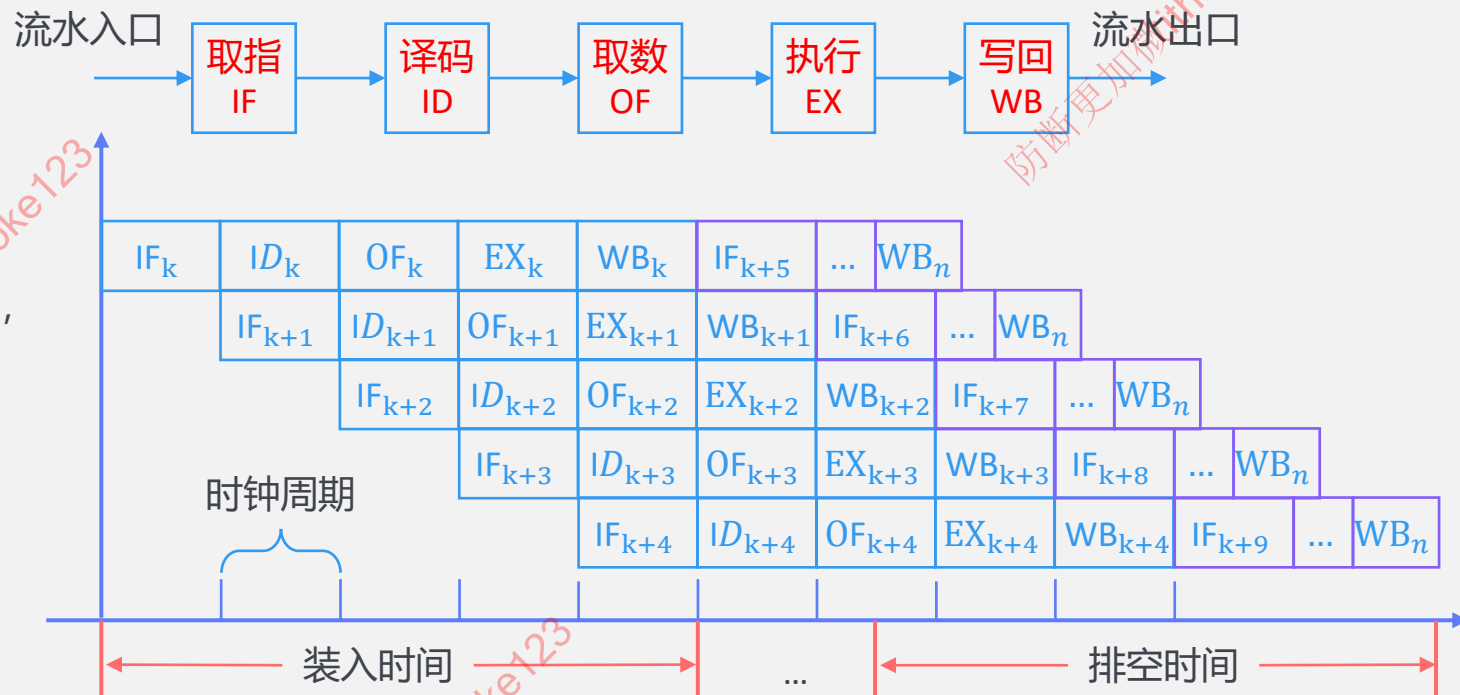 流水入口
取指
IF
译码
ID
取数
OF
执行
EX
写回
WB
流水出口
IFₖ IDₖ OFₖ EXₖ WBₖ IFₖ₊₅ ... WBₙ
,
IFₖ₊₁ IDₖ₊₁ OFₖ₊₁ EXₖ₊₁ WBₖ₊₁ IFₖ₊₆ ... WBₙ
IFₖ₊₂ IDₖ₊₂ OFₖ₊₂ EXₖ₊₂ WBₖ₊₂ IFₖ₊₇ ... WBₙ
IFₖ₊₃ IDₖ₊₃ OFₖ₊₃ EXₖ₊₃ WBₖ₊₃ IFₖ₊₈ ... WBₙ
时钟周期
IFₖ₊₄ IDₖ₊₄ OFₖ₊₄ EXₖ₊₄ WBₖ₊₄ IFₖ₊₉ ... WBₙ
装入时间 ... 排空时间